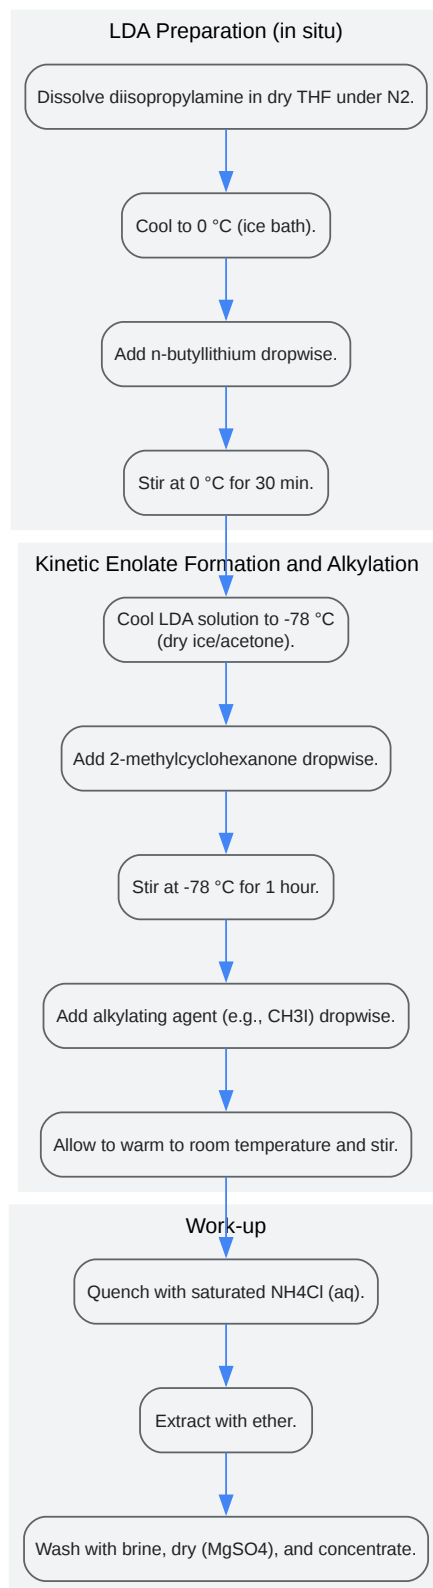 LDA Preparation (in situ)
Dissolve diisopropylamine in dry THF under N2.
Cool to 0 °C (ice bath).
Add n-butyllithium dropwise.
Stir at 0 °C for 30 min.
Kinetic Enolate Formation and Alkylation
Cool LDA solution to -78 °C
(dry ice/acetone).
Add 2-methylcyclohexanone dropwise.
Stir at -78 °C for 1 hour.
Add alkylating agent (e.g., CH3I) dropwise.
Allow to warm to room temperature and stir.
Work-up
Quench with saturated NH4Cl (aq).
Extract with ether.
Wash with brine, dry (MgSO4), and concentrate.